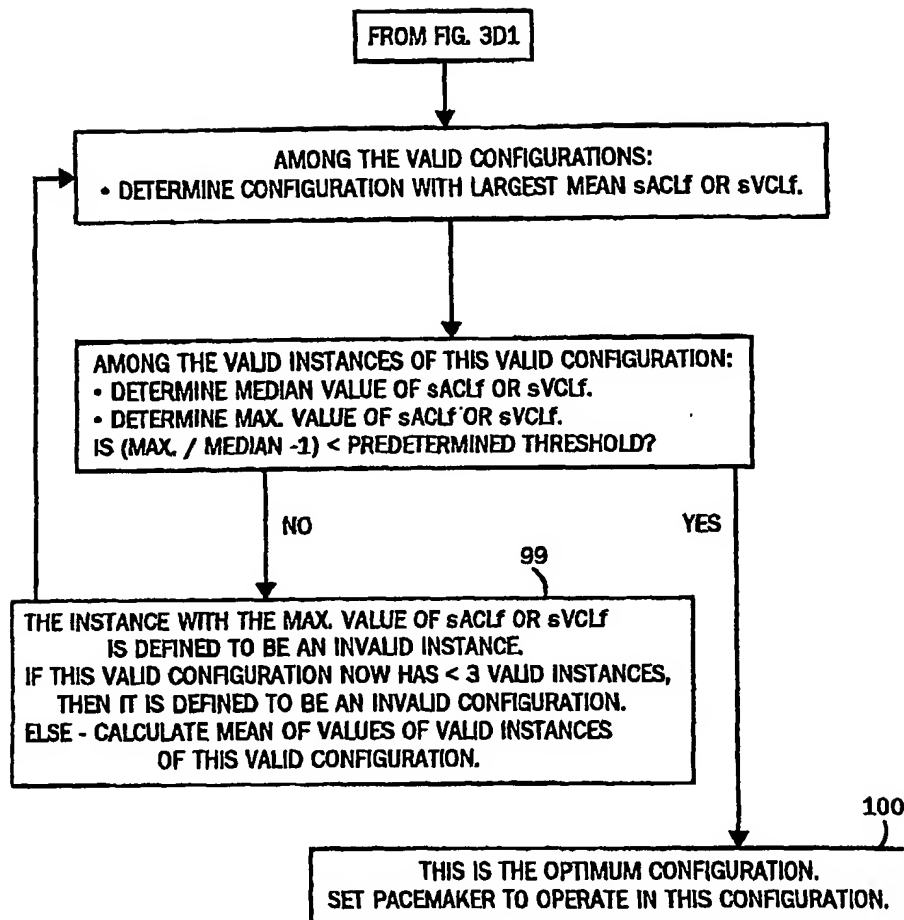 FROM FIG. 3D1
AMONG THE VALID CONFIGURATIONS:
• DETERMINE CONFIGURATION WITH LARGEST MEAN sACLf OR sVCLf.
AMONG THE VALID INSTANCES OF THIS VALID CONFIGURATION:
• DETERMINE MEDIAN VALUE OF sACLf OR sVCLf.
• DETERMINE MAX. VALUE OF sACLf OR sVCLf.
IS (MAX. / MEDIAN -1) < PREDETERMINED THRESHOLD?
NO
YES
99
THE INSTANCE WITH THE MAX. VALUE OF sACLf OR sVCLf
IS DEFINED TO BE AN INVALID INSTANCE.
IF THIS VALID CONFIGURATION NOW HAS < 3 VALID INSTANCES,
THEN IT IS DEFINED TO BE AN INVALID CONFIGURATION.
ELSE - CALCULATE MEAN OF VALUES OF VALID INSTANCES
OF THIS VALID CONFIGURATION.
100
THIS IS THE OPTIMUM CONFIGURATION.
SET PACEMAKER TO OPERATE IN THIS CONFIGURATION.